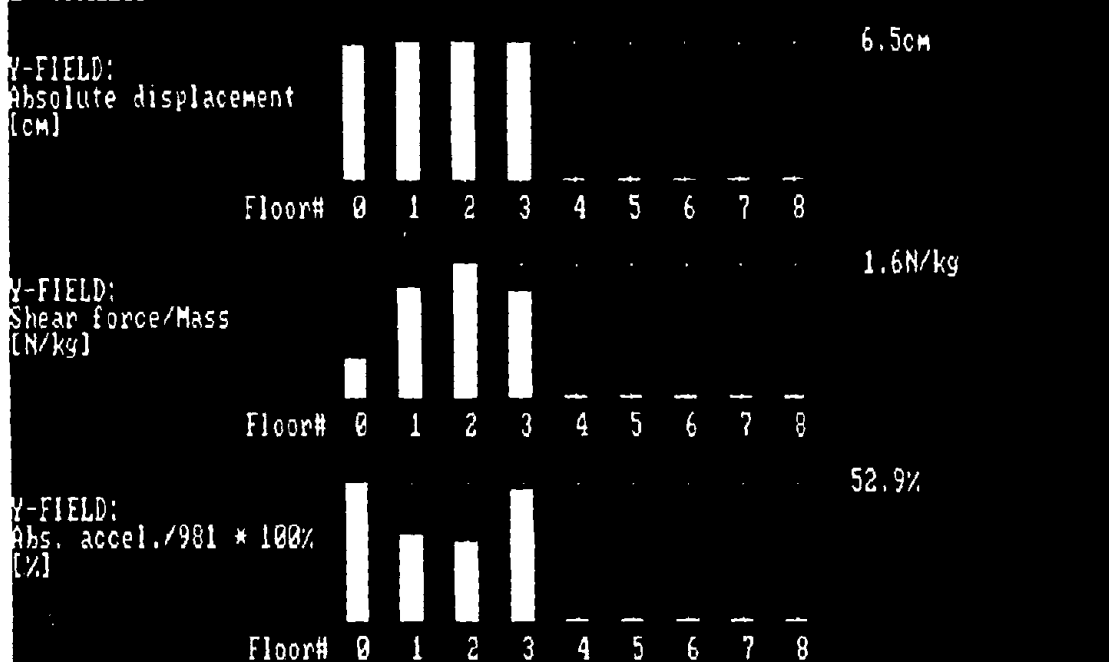 6.5cm
Y-FIELD:
Absolute displacement
[cm]
Floor# 0 1 2 3 4 5 6 7 8
1.6N/kg
Y-FIELD:
Shear force/Mass
[N/kg]
Floor# 0 1 2 3 4 5 6 7 8
52.9%
Y-FIELD:
Abs. accel./981 * 100%
[%]
Floor# 0 1 2 3 4 5 6 7 8